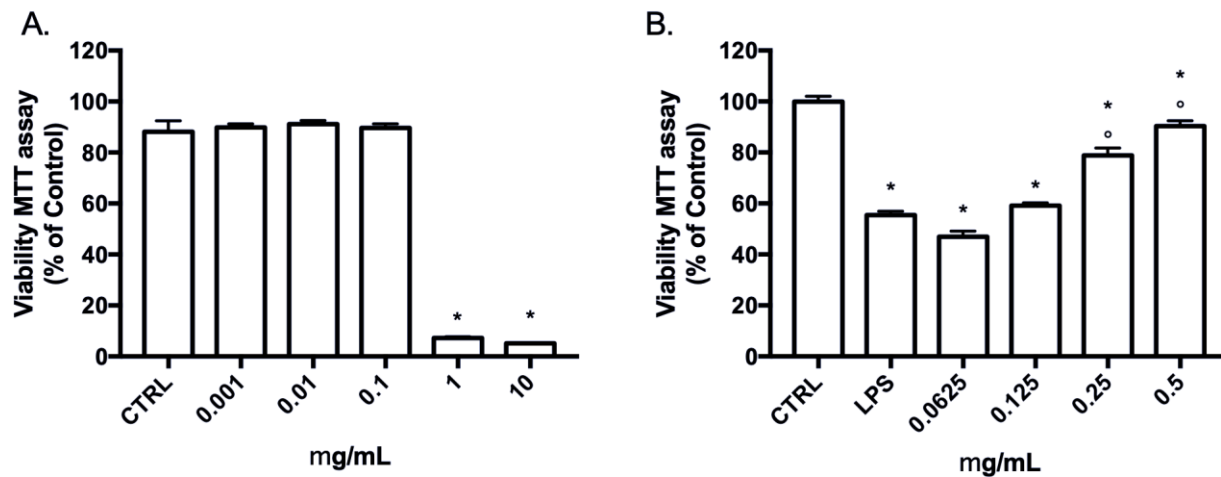 A.
Viability MTT assay
(% of Control)
120
100
80
60
40
20
0
* *
CTRL 0.001 0.01 0.1 1 10
mg/mL
B.
Viability MTT assay
(% of Control)
120
100
80
60
40
20
0
* * * * ° * °
CTRL LPS 0.0625 0.125 0.25 0.5
mg/mL